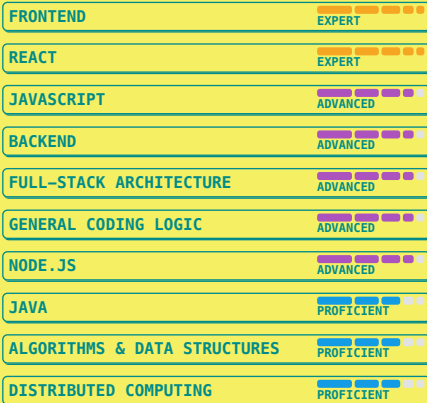 FRONTEND
EXPERT
REACT
EXPERT
JAVASCRIPT
ADVANCED
BACKEND
ADVANCED
FULL–STACK ARCHITECTURE
ADVANCED
GENERAL CODING LOGIC
ADVANCED
NODE.JS
ADVANCED
JAVA
PROFICIENT
ALGORITHMS & DATA STRUCTURES
PROFICIENT
DISTRIBUTED COMPUTING
PROFICIENT